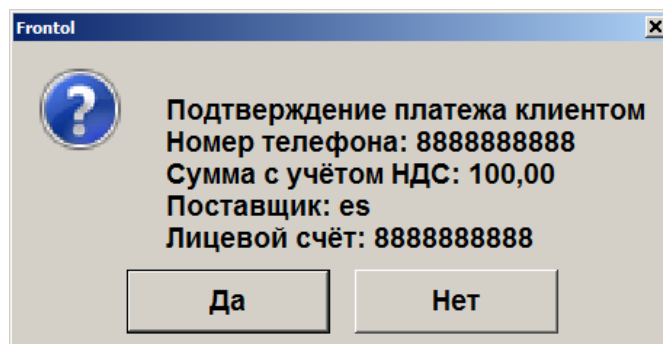 Frontol
Подтверждение платежа клиентом
Номер телефона: 8888888888
Сумма с учётом НДС: 100,00
Поставщик: es
Лицевой счёт: 8888888888
Да
Нет